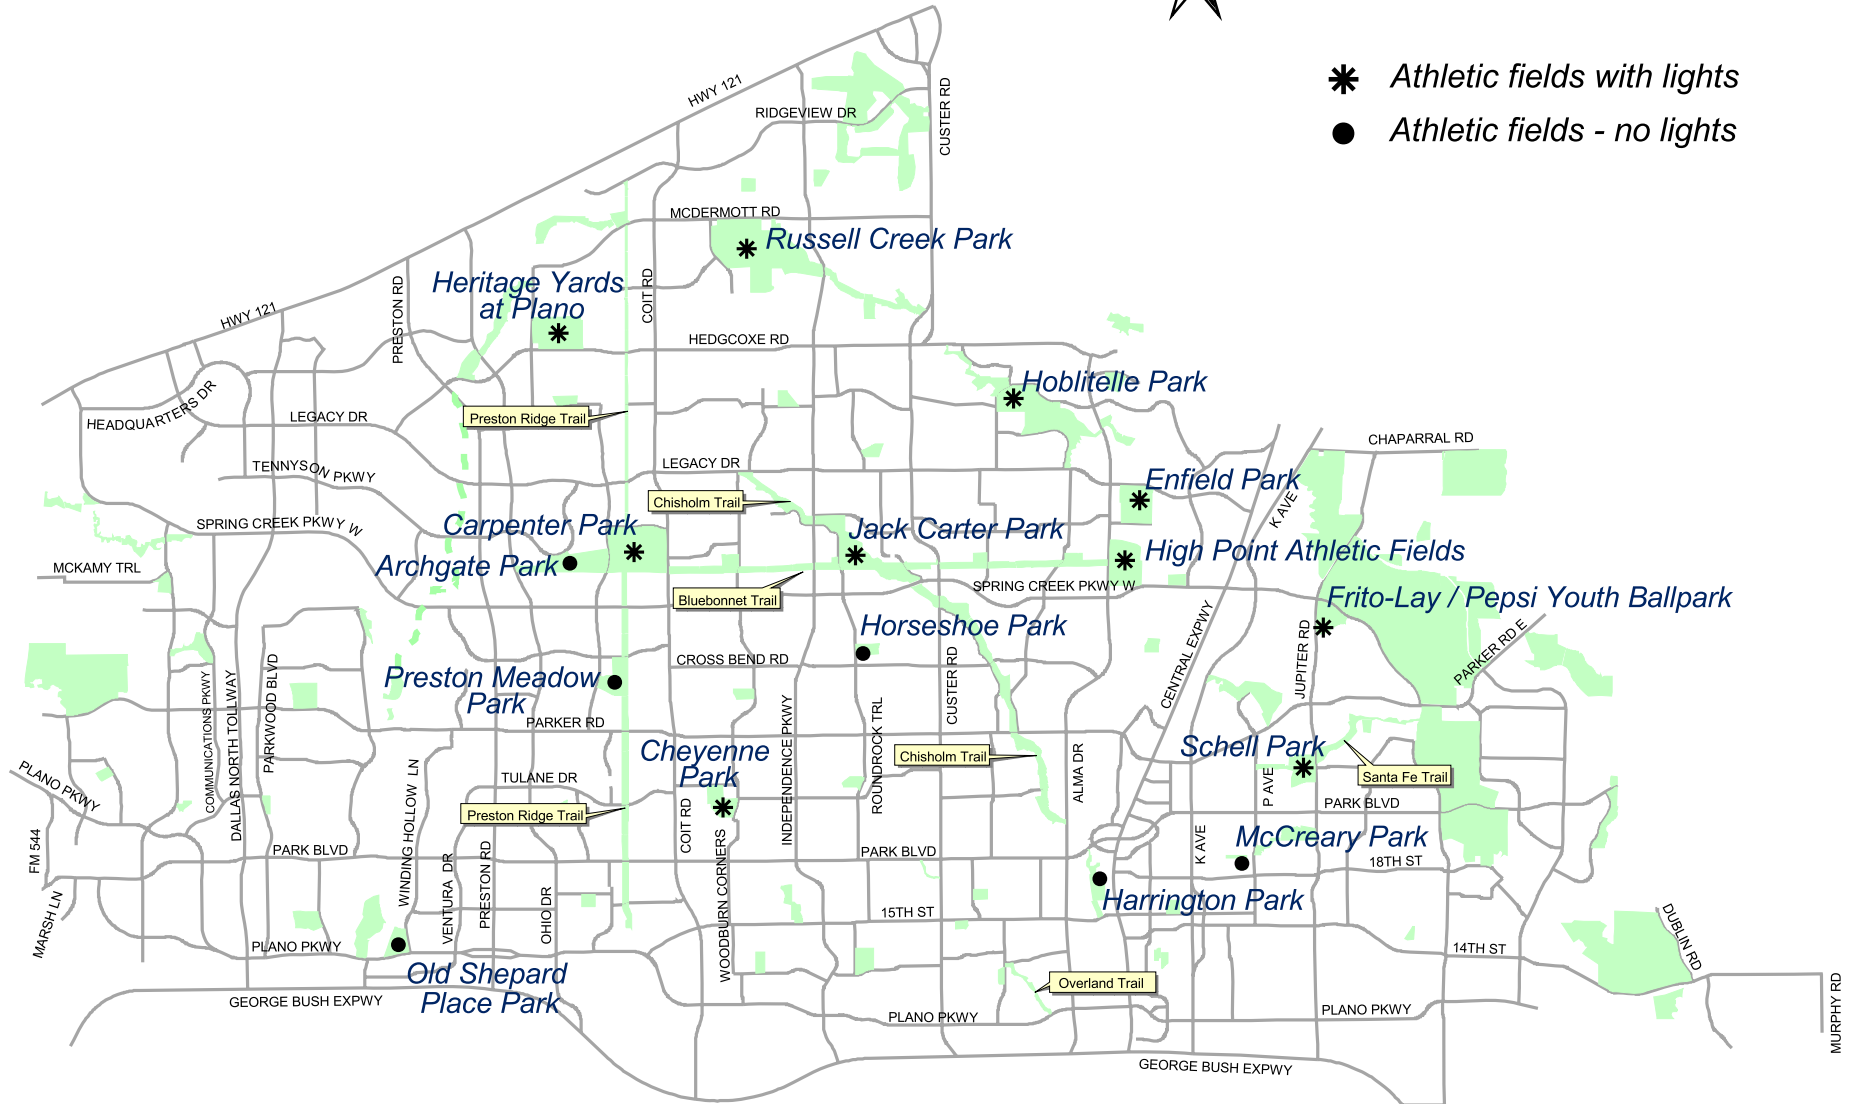 HWY 121
Athletic fields with lights
CUSTER RD
RIDGEVIEW DR
Athletic fields - no lights
MCDERMOTT RD
Russell Creek Park
Heritage Yards
at Plano
PRESTON RD
COIT RD
HWY 121
HEDGCOXE RD
Hoblitelle Park
HEADQUARTERS DR
LEGACY DR
Preston Ridge Trail
CHAPARRAL RD
LEGACY DR
TENNYSON PKWY
Enfield Park
Chisholm Trail
K AVE
SPRING CREEK PKWY W
Carpenter Park
Jack Carter Park
High Point Athletic Fields
Archgate Park
MCKAMY TRL
SPRING CREEK PKWY W
Bluebonnet Trail
Frito-Lay / Pepsi Youth Ballpark
Horseshoe Park
CENTRAL EXPWY
JUPITER RD
PARKER RD E
CROSS BEND RD
CUSTER RD
Preston Meadow
Park
COMMUNICATIONS PKWY
DALLAS NORTH TOLLWAY
PARKWOOD BLVD
PARKER RD
INDEPENDENCE PKWY
ROUNDROCK TRL
Cheyenne
Park
Chisholm Trail
ALMA DR
Schell Park
Santa Fe Trail
PLANO PKWY
TULANE DR
P AVE
PARK BLVD
Preston Ridge Trail
WINDING HOLLOW LN
COIT RD
FM 544
PARK BLVD
VENTURA DR
PRESTON RD
WOODBURN CORNERS
PARK BLVD
K AVE
McCreary Park
18TH ST
Harrington Park
MARSH LN
OHIO DR
15TH ST
PLANO PKWY
14TH ST
DUBLIN RD
Old Shepard
Place Park
Overland Trail
GEORGE BUSH EXPWY
PLANO PKWY
PLANO PKWY
MURPHY RD
GEORGE BUSH EXPWY